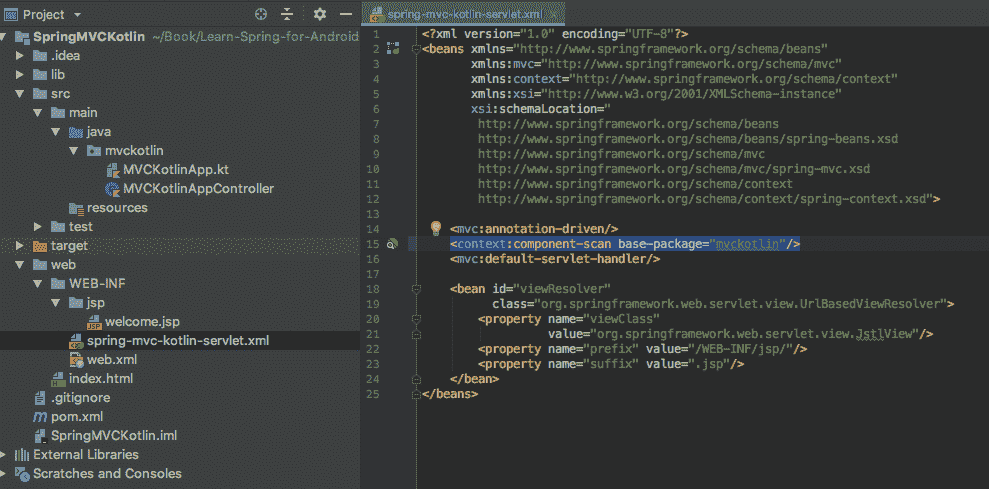 Project
SpringMVCKotlin ~/Book/Learn-Spring-for-Android
.idea
lib
src
main
java
mvckotlin
MVCKotlinApp.kt
MVCKotlinAppController
resources
test
target
web
WEB-INF
jsp
welcome.jsp
spring-mvc-kotlin-servlet.xml
web.xml
index.html
.gitignore
pom.xml
SpringMVCKotlin.iml
External Libraries
Scratches and Consoles
spring-mvc-kotlin-servlet.xml
1 <?xml version="1.0" encoding="UTF-8"?>
2 <beans xmlns="http://www.springframework.org/schema/beans"
3 xmlns:mvc="http://www.springframework.org/schema/mvc"
4 xmlns:context="http://www.springframework.org/schema/context"
5 xmlns:xsi="http://www.w3.org/2001/XMLSchema-instance"
6 xsi:schemaLocation="
7 http://www.springframework.org/schema/beans
8 http://www.springframework.org/schema/beans/spring-beans.xsd
9 http://www.springframework.org/schema/mvc
10 http://www.springframework.org/schema/mvc/spring-mvc.xsd
11 http://www.springframework.org/schema/context
12 http://www.springframework.org/schema/context/spring-context.xsd">
13
14 <mvc:annotation-driven/>
15 <context:component-scan base-package="mvckotlin"/>
16 <mvc:default-servlet-handler/>
17
18 <bean id="viewResolver"
19 class="org.springframework.web.servlet.view.UrlBasedViewResolver">
20 <property name="viewClass"
21 value="org.springframework.web.servlet.view.JstlView"/>
22 <property name="prefix" value="/WEB-INF/jsp/"/>
23 <property name="suffix" value=".jsp"/>
24 </bean>
25 </beans>